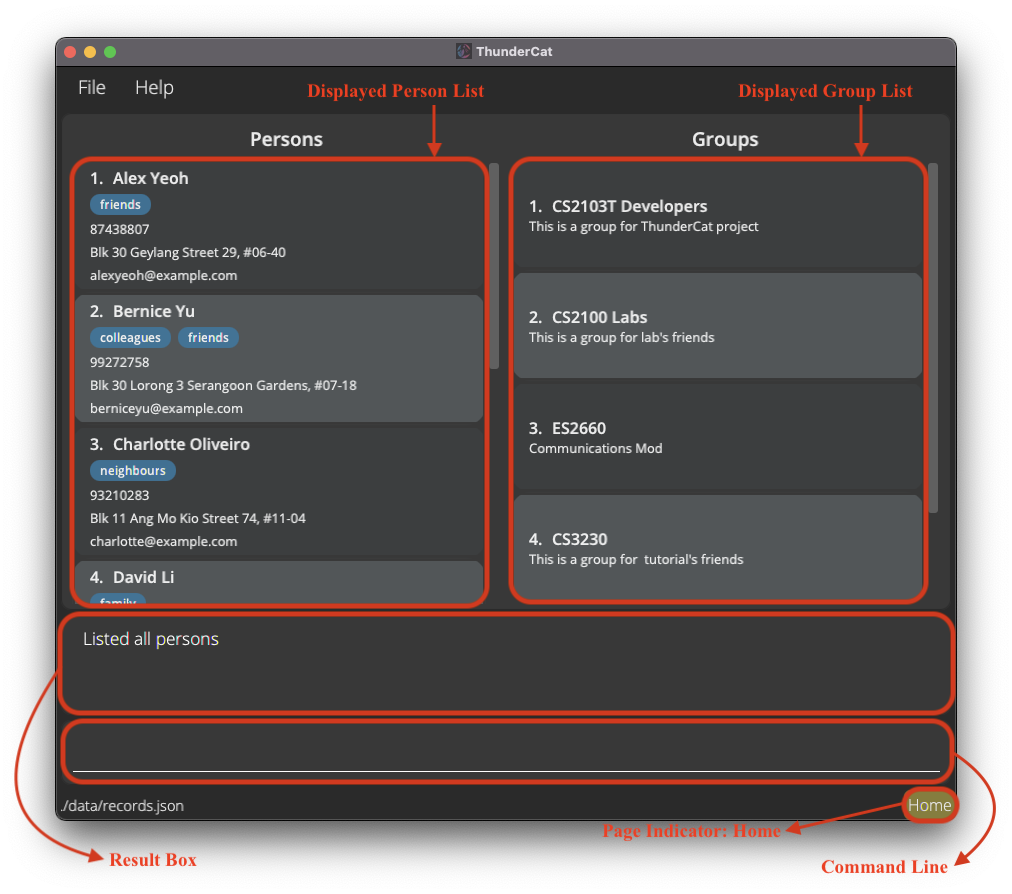 ThunderCat
File Help
Displayed Person List
Displayed Group List
Persons
1. Alex Yeoh
friends
87438807
Blk 30 Geylang Street 29, #06-40
alexyeoh@example.com
2. Bernice Yu
colleagues friends
99272758
Blk 30 Lorong 3 Serangoon Gardens, #07-18
berniceyu@example.com
3. Charlotte Oliveiro
neighbours
93210283
Blk 11 Ang Mo Kio Street 74, #11-04
charlotte@example.com
4. David Li
family
Groups
1. CS2103T Developers
This is a group for ThunderCat project
2. CS2100 Labs
This is a group for lab's friends
3. ES2660
Communications Mod
4. CS3230
This is a group for  tutorial's friends
Listed all persons
./data/records.json
Home
Page Indicator: Home
Result Box
Command Line